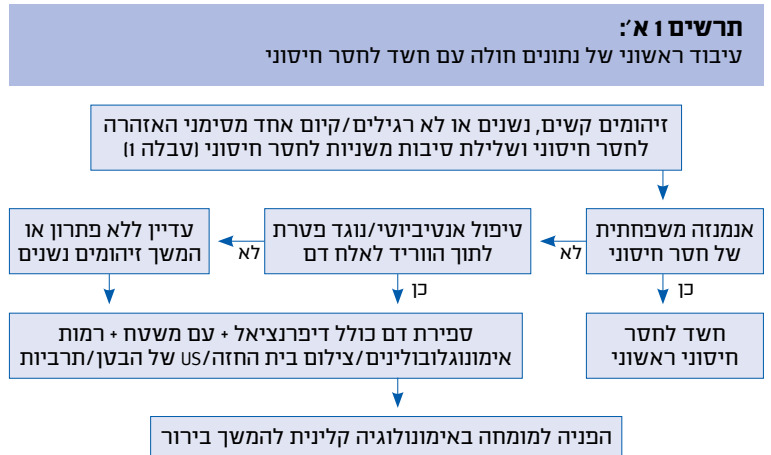 תרשים 1 א׳:
עיבוד ראשוני של נתונים חולה עם חשד לחסר חיסוני
זיהומים קשים, נשנים או לא רגילים/קיום אחד מסימני האזהרה
לחסר חיסוני ושלילת סיבות משניות לחסר חיסוני (טבלה 1)
אנמנזה משפחתית
של חסר חיסוני
לא
טיפול אנטיביוטי/נוגד פטרת
לתוך הווריד לאלח דם
לא
עדיין ללא פתרון או
המשך זיהומים נשנים
כן
כן
חשד לחסר
חיסוני ראשוני
ספירת דם כולל דיפרנציאל + עם משטח + רמות
אימונוגלובולינים/צילום בית החזה/US של הבטן/תרביות
הפניה למומחה באימונולוגיה קלינית להמשך בירור